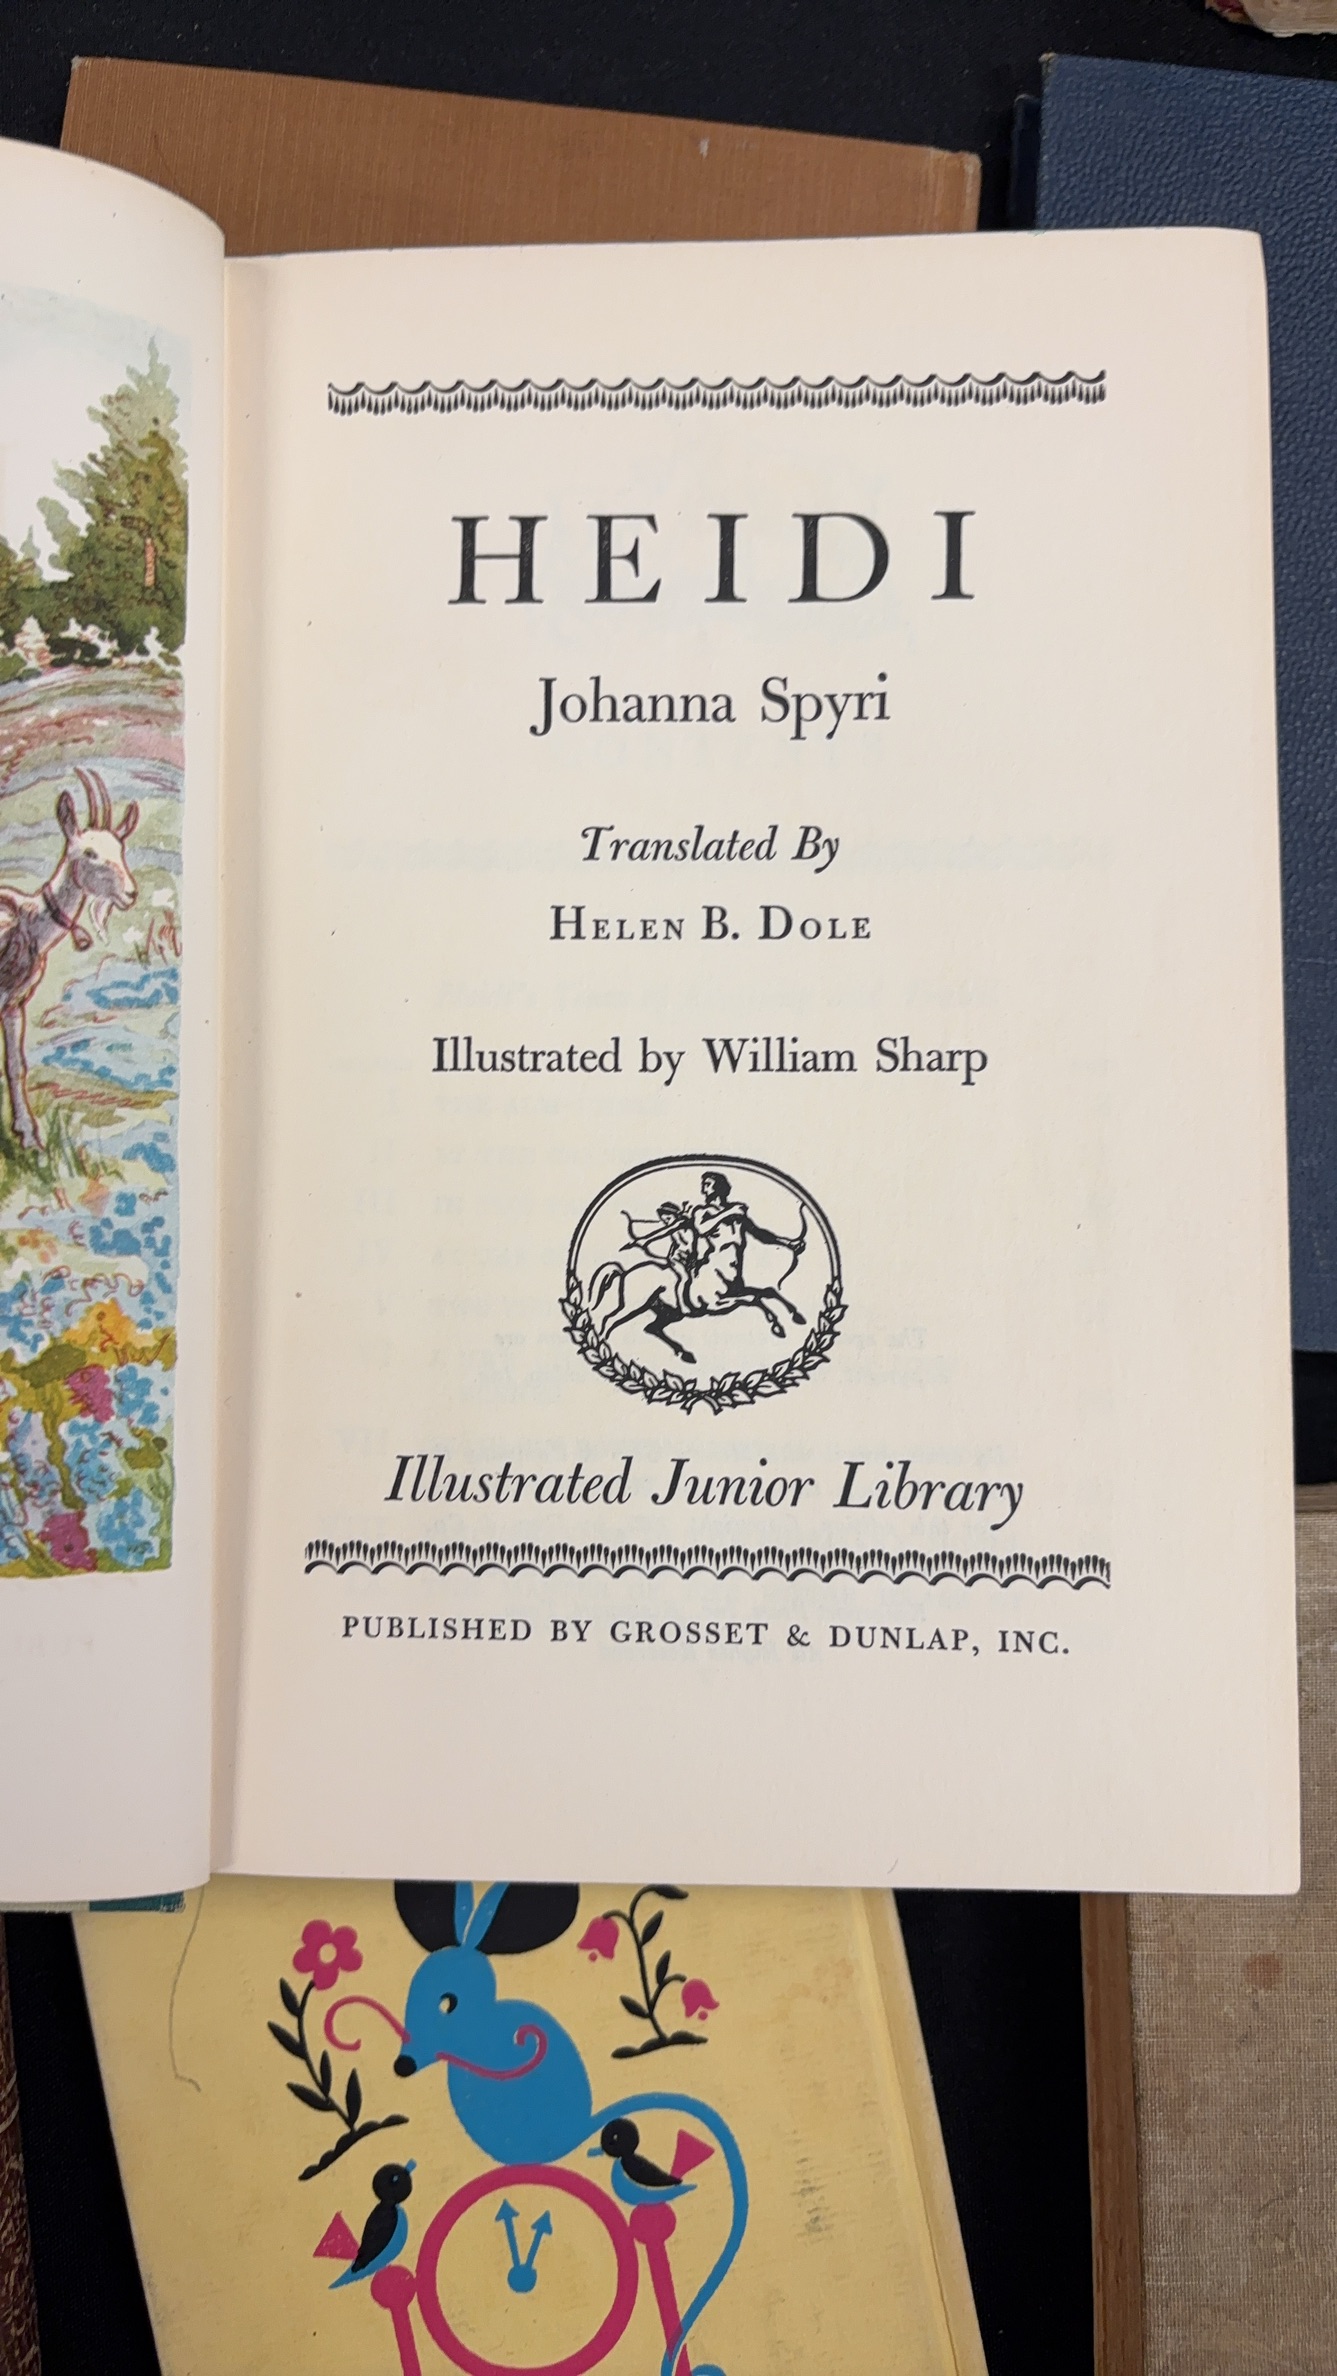 HEIDI
Johanna Spyri
Translated By
HELEN B. DOLE
Illustrated by William Sharp
Illustrated Junior Library
PUBLISHED BY GROSSET & DUNLAP, INC.